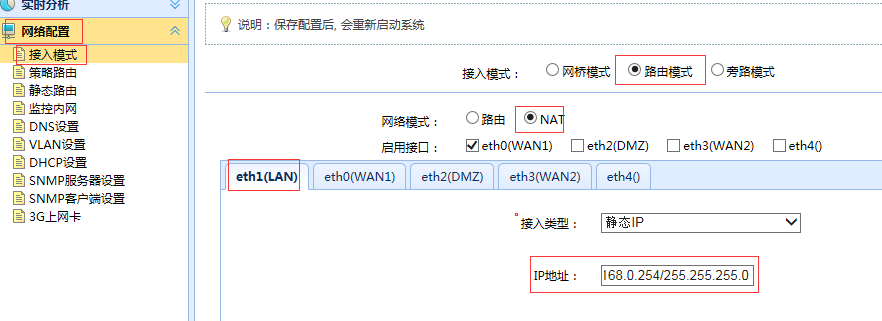 实时分析
网络配置
接入模式
策略路由
静态路由
监控内网
DNS设置
VLAN设置
DHCP设置
SNMP服务器设置
SNMP客户端设置
3G上网卡
说明：保存配置后, 会重新启动系统
接入模式： 网桥模式 路由模式 旁路模式
网络模式： 路由 NAT
启用接口： eth0(WAN1) eth2(DMZ) eth3(WAN2) eth4()
eth1(LAN) eth0(WAN1) eth2(DMZ) eth3(WAN2) eth4()
接入类型： 静态IP
IP地址： 168.0.254/255.255.255.0